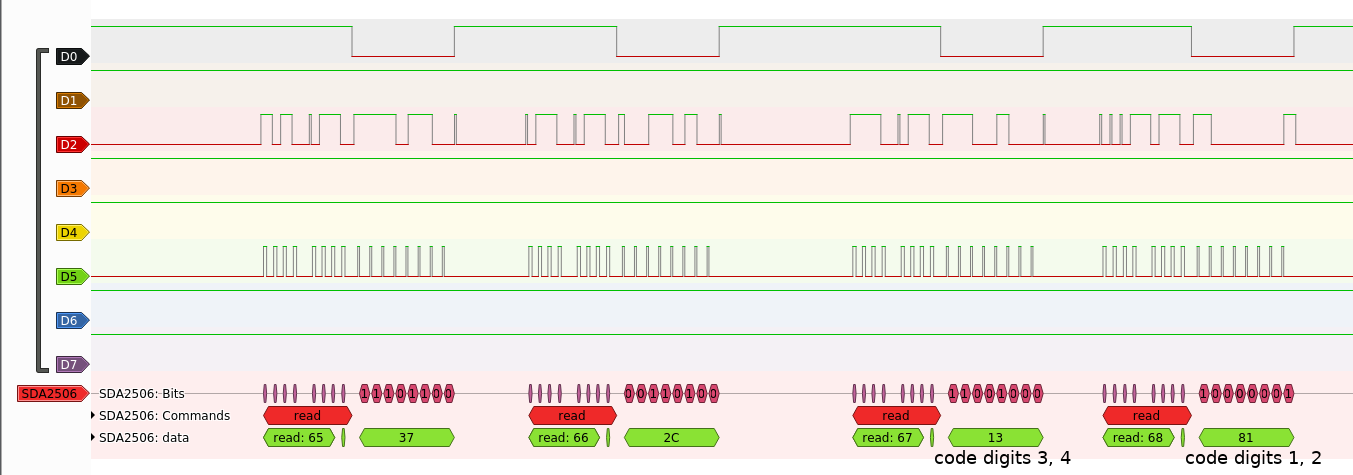 D0
D1
D2
D3
D4
D5
D6
D7
SDA2506 SDA2506: Bits 1 1 1 0 1 1 0 0 0 0 1 1 0 1 0 0 1 1 0 0 1 0 0 0 1 0 0 0 0 0 0 1
SDA2506: Commands read read read read
SDA2506: data read: 65 37 read: 66 2C read: 67 13 read: 68 81
code digits 3, 4 code digits 1, 2